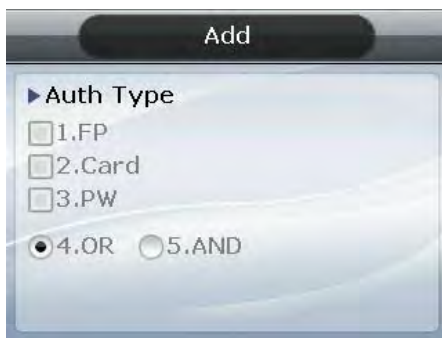 Add
Auth Type
1.FP
2.Card
3.PW
4.OR 5.AND